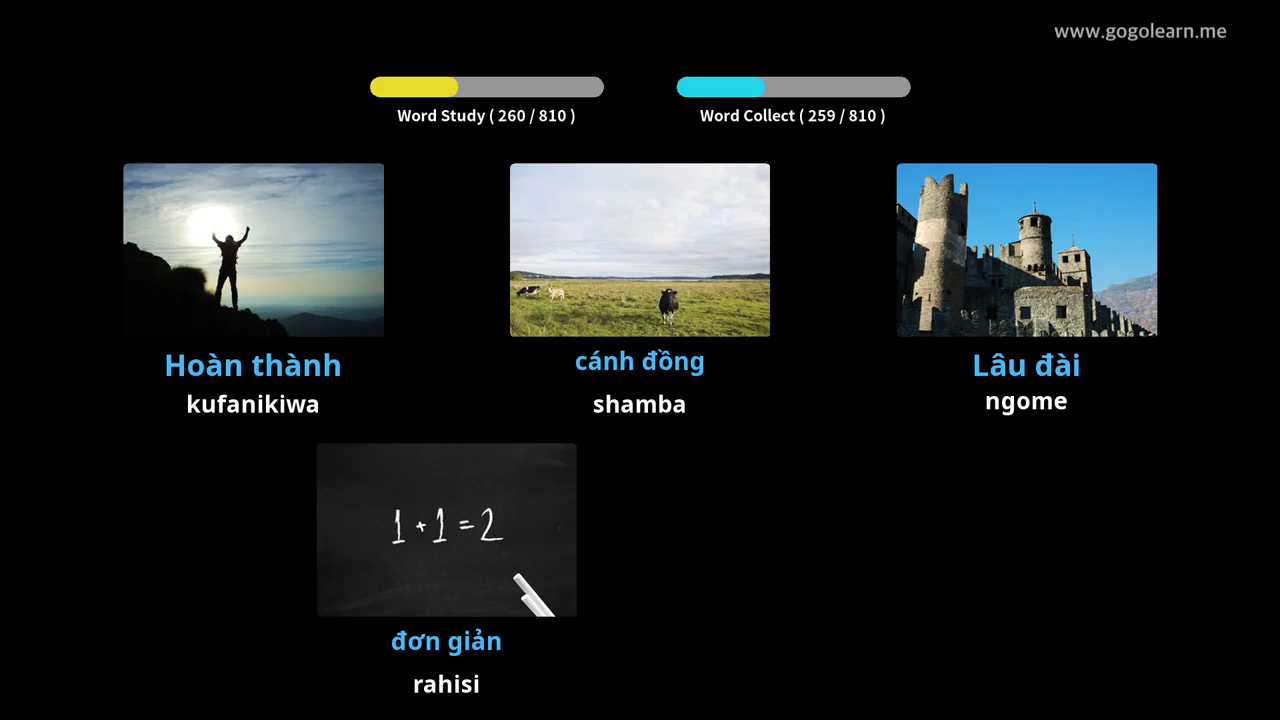 www.gogolearn.me
Word Study ( 260 / 810 )
Word Collect ( 259 / 810 )
Hoàn thành
kufanikiwa
cánh đồng
shamba
Lâu đài
ngome
1 + 1 = 2
đơn giản
rahisi